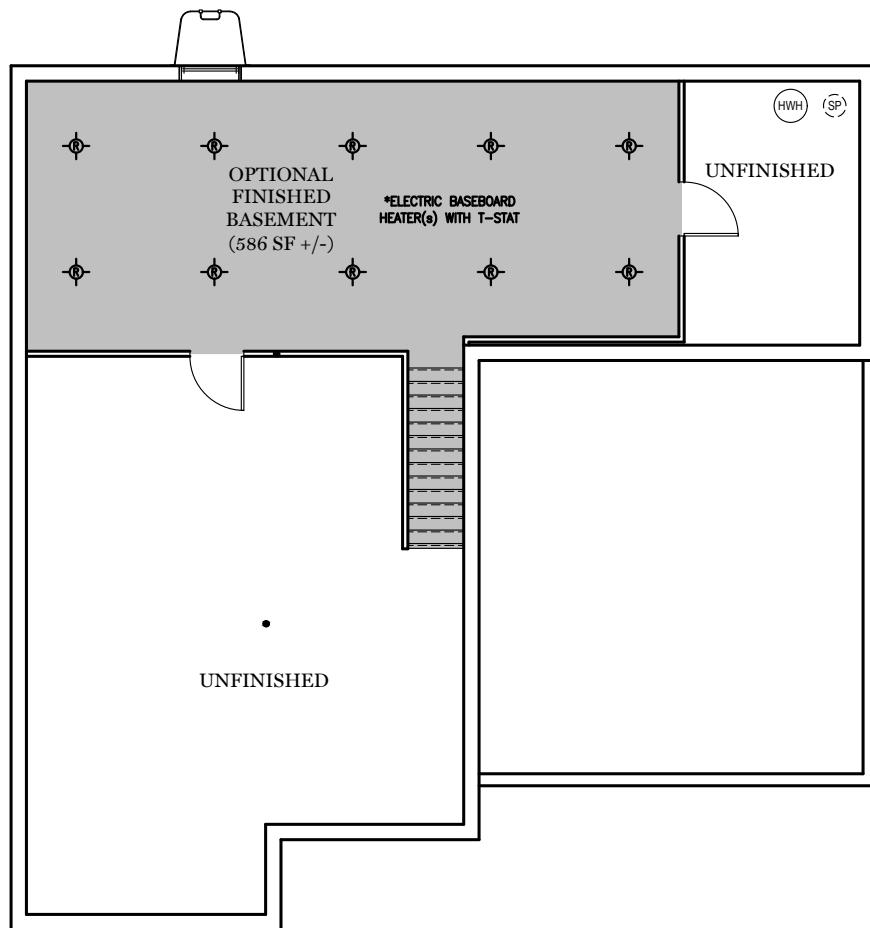 HWH
SP
UNFINISHED
R
R
R
R
R
OPTIONAL
FINISHED
BASEMENT
(586 SF +/-)
*ELECTRIC BASEBOARD
HEATER(s) WITH T-STAT
R
R
R
R
R
UNFINISHED